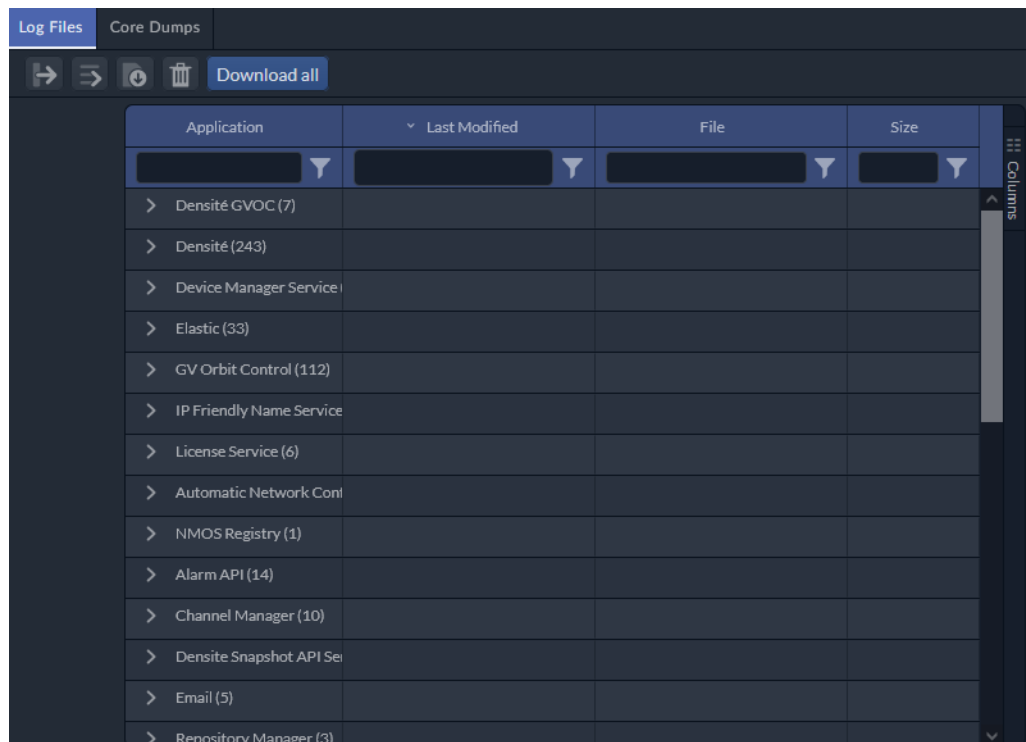 Log Files Core Dumps
Download all
Application Last Modified File Size
Columns
Densité GVOC (7)
Densité (243)
Device Manager Service (
Elastic (33)
GV Orbit Control (112)
IP Friendly Name Service
License Service (6)
Automatic Network
NMOS Registry (1)
Alarm API (14)
Channel Manager (10)
Densite Snapshot API
Email (5)
Repository Manager (3)